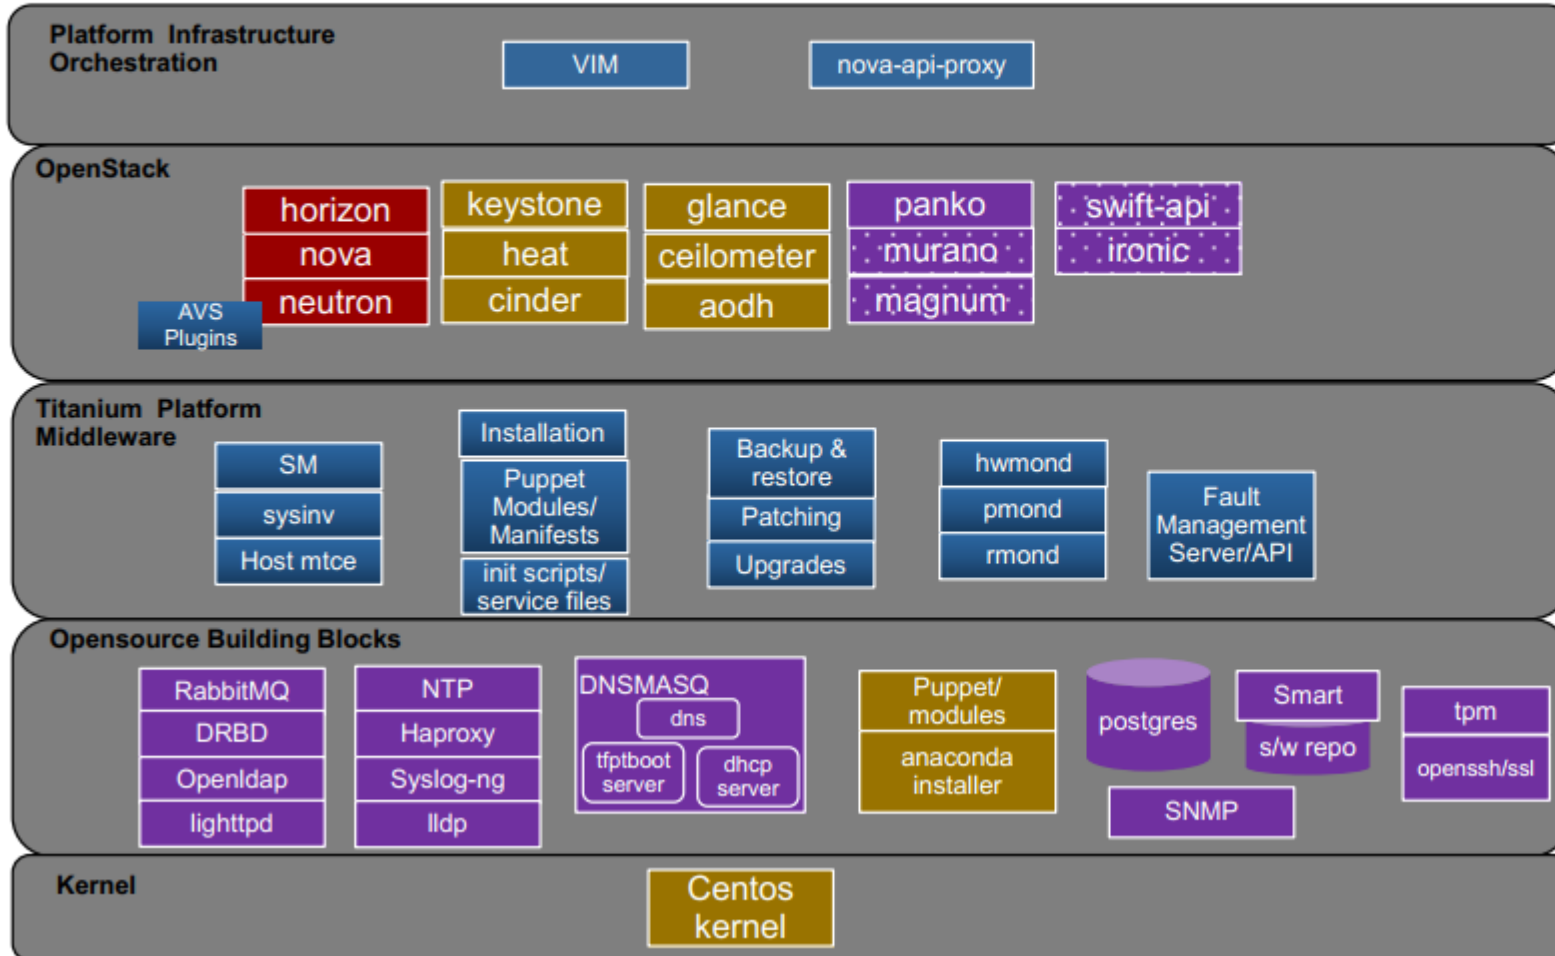 Platform Infrastructure
Orchestration
VIM
nova-api-proxy
OpenStack
horizon
nova
neutron
AVS
Plugins
keystone
heat
cinder
glance
ceilometer
aodh
panko
murano
magnum
swift-api
ironic
Titanium Platform
Middleware
SM
sysinv
Host mtce
Installation
Puppet
Modules/
Manifests
init scripts/
service files
Backup &
restore
Patching
Upgrades
hwmond
pmond
rmond
Fault
Management
Server/API
Opensource Building Blocks
RabbitMQ
DRBD
Openldap
lighttpd
NTP
Haproxy
Syslog-ng
lldp
DNSMASQ
dns
tfptboot
server
dhcp
server
Puppet/
modules
anaconda
installer
postgres
Smart
s/w repo
SNMP
tpm
openssh/ssl
Kernel
Centos
kernel